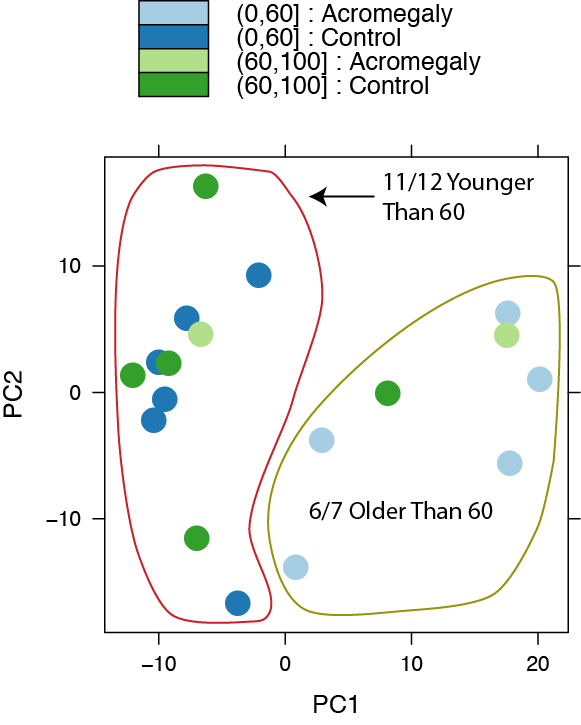 (0,60] : Acromegaly
(0,60] : Control
(60,100] : Acromegaly
(60,100] : Control
11/12 Younger
Than 60
10
0
−10
PC2
6/7 Older Than 60
−10
0
10
20
PC1